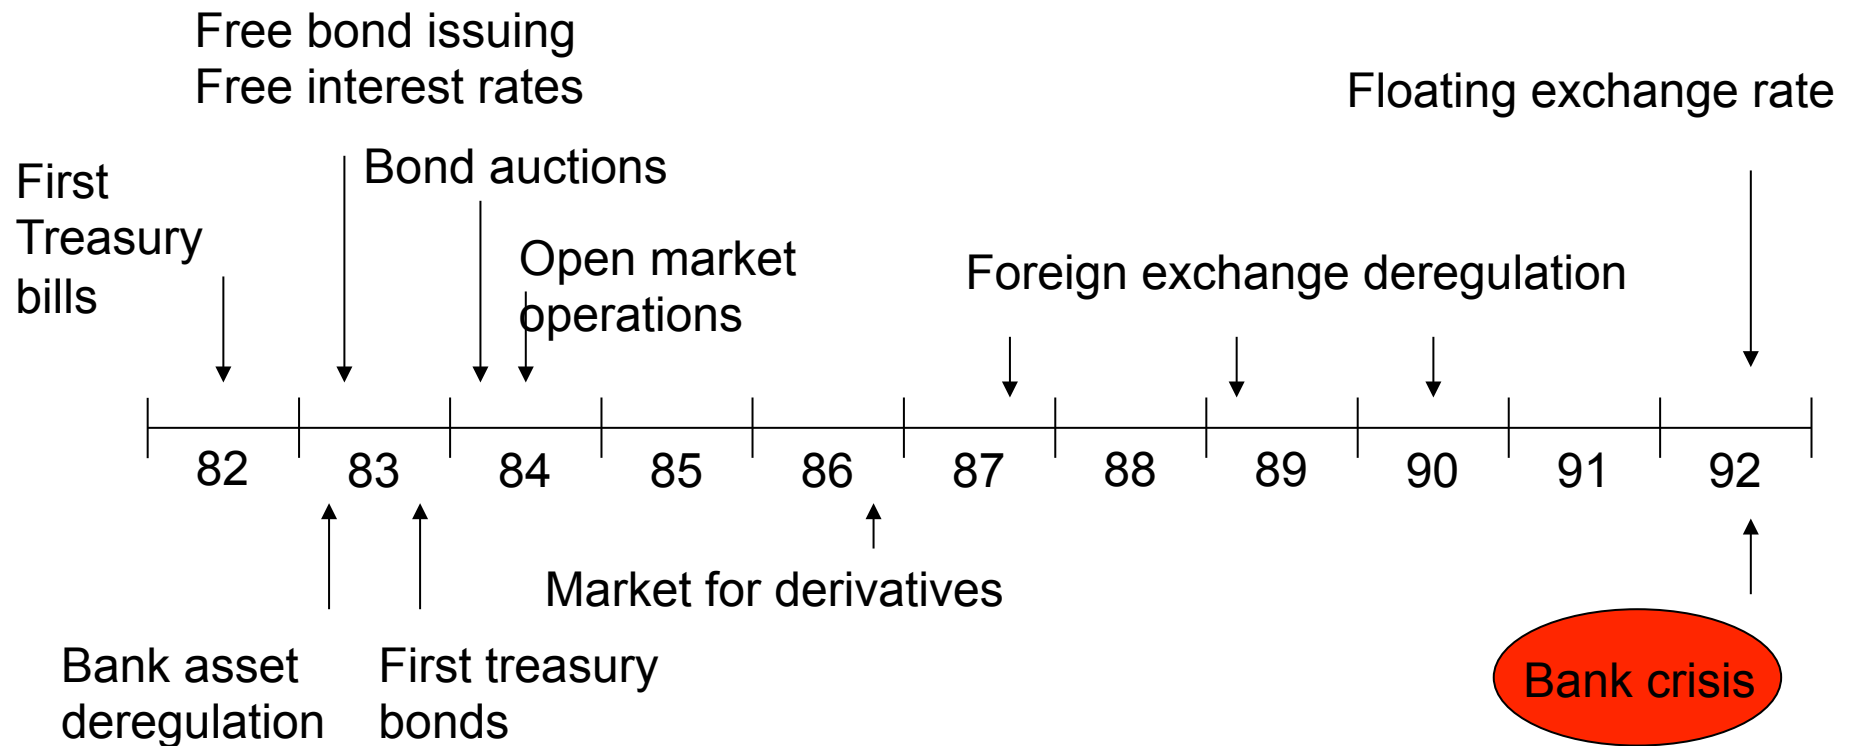 Free bond issuing
Free interest rates
Floating exchange rate
Bond auctions
First
Treasury
bills
Open market
operations
Foreign exchange deregulation
82 83 84 85 86 87 88 89 90 91 92
Market for derivatives
Bank asset
deregulation
First treasury
bonds
Bank crisis